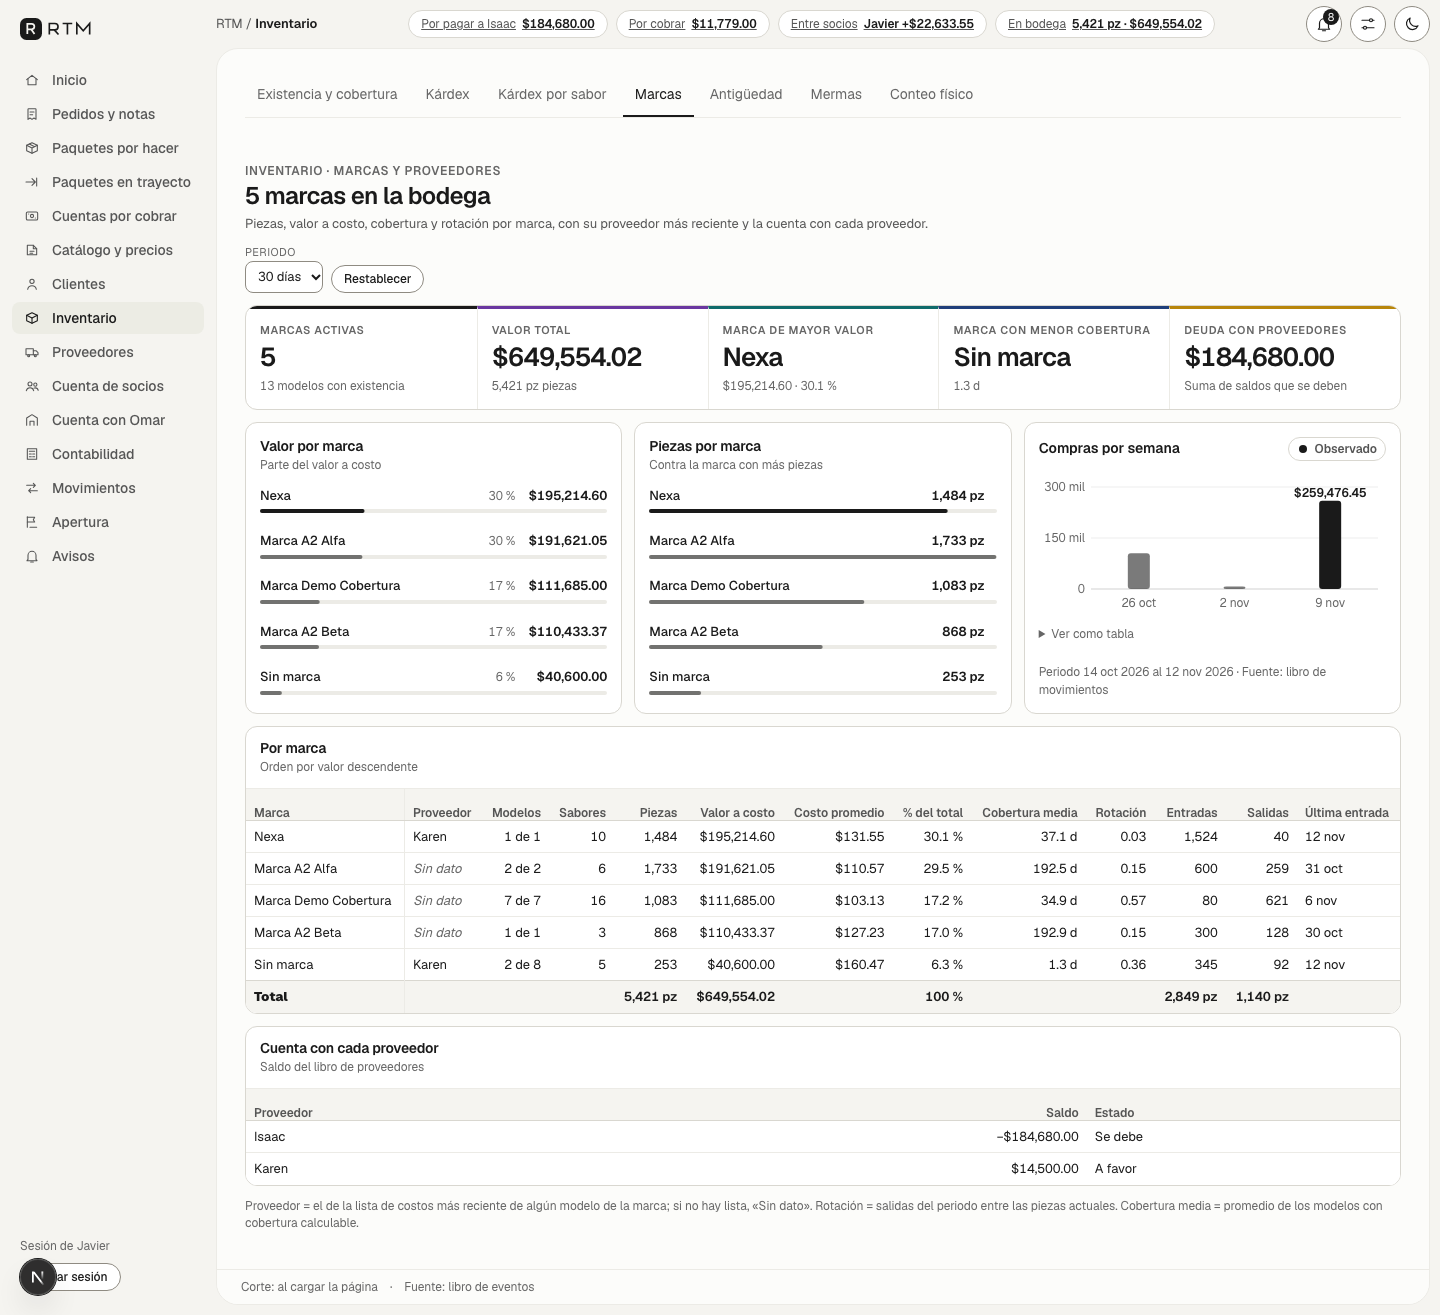 RTM
RTM / Inventario
Por pagar a Isaac $184,680.00
Por cobrar $11,779.00
Entre socios Javier +$22,633.55
En bodega 5,421 pz · $649,554.02
8
Inicio
Pedidos y notas
Paquetes por hacer
Paquetes en trayecto
Cuentas por cobrar
Catálogo y precios
Clientes
Inventario
Proveedores
Cuenta de socios
Cuenta con Omar
Contabilidad
Movimientos
Apertura
Avisos
Sesión de Javier
N
ar sesión
Existencia y cobertura Kárdex Kárdex por sabor Marcas Antigüedad Mermas Conteo físico
INVENTARIO · MARCAS Y PROVEEDORES
5 marcas en la bodega
Piezas, valor a costo, cobertura y rotación por marca, con su proveedor más reciente y la cuenta con cada proveedor.
PERIODO
30 días Restablecer
MARCAS ACTIVAS
5
13 modelos con existencia
VALOR TOTAL
$649,554.02
5,421 pz piezas
MARCA DE MAYOR VALOR
Nexa
$195,214.60 · 30.1 %
MARCA CON MENOR COBERTURA
Sin marca
1.3 d
DEUDA CON PROVEEDORES
$184,680.00
Suma de saldos que se deben
Valor por marca
Parte del valor a costo
Nexa 30 % $195,214.60
Marca A2 Alfa 30 % $191,621.05
Marca Demo Cobertura 17 % $111,685.00
Marca A2 Beta 17 % $110,433.37
Sin marca 6 % $40,600.00
Piezas por marca
Contra la marca con más piezas
Nexa 1,484 pz
Marca A2 Alfa 1,733 pz
Marca Demo Cobertura 1,083 pz
Marca A2 Beta 868 pz
Sin marca 253 pz
Compras por semana Observado
300 mil
$259,476.45
150 mil
0
26 oct 2 nov 9 nov
Ver como tabla
Periodo 14 oct 2026 al 12 nov 2026 · Fuente: libro de
movimientos
Por marca
Orden por valor descendente
Marca Proveedor Modelos Sabores Piezas Valor a costo Costo promedio % del total Cobertura media Rotación Entradas Salidas Última entrada
Nexa Karen 1 de 1 10 1,484 $195,214.60 $131.55 30.1 % 37.1 d 0.03 1,524 40 12 nov
Marca A2 Alfa Sin dato 2 de 2 6 1,733 $191,621.05 $110.57 29.5 % 192.5 d 0.15 600 259 31 oct
Marca Demo Cobertura Sin dato 7 de 7 16 1,083 $111,685.00 $103.13 17.2 % 34.9 d 0.57 80 621 6 nov
Marca A2 Beta Sin dato 1 de 1 3 868 $110,433.37 $127.23 17.0 % 192.9 d 0.15 300 128 30 oct
Sin marca Karen 2 de 8 5 253 $40,600.00 $160.47 6.3 % 1.3 d 0.36 345 92 12 nov
Total 5,421 pz $649,554.02 100 % 2,849 pz 1,140 pz
Cuenta con cada proveedor
Saldo del libro de proveedores
Proveedor Saldo Estado
Isaac −$184,680.00 Se debe
Karen $14,500.00 A favor
Proveedor = el de la lista de costos más reciente de algún modelo de la marca; si no hay lista, «Sin dato». Rotación = salidas del periodo entre las piezas actuales. Cobertura media = promedio de los modelos con
cobertura calculable.
Corte: al cargar la página · Fuente: libro de eventos